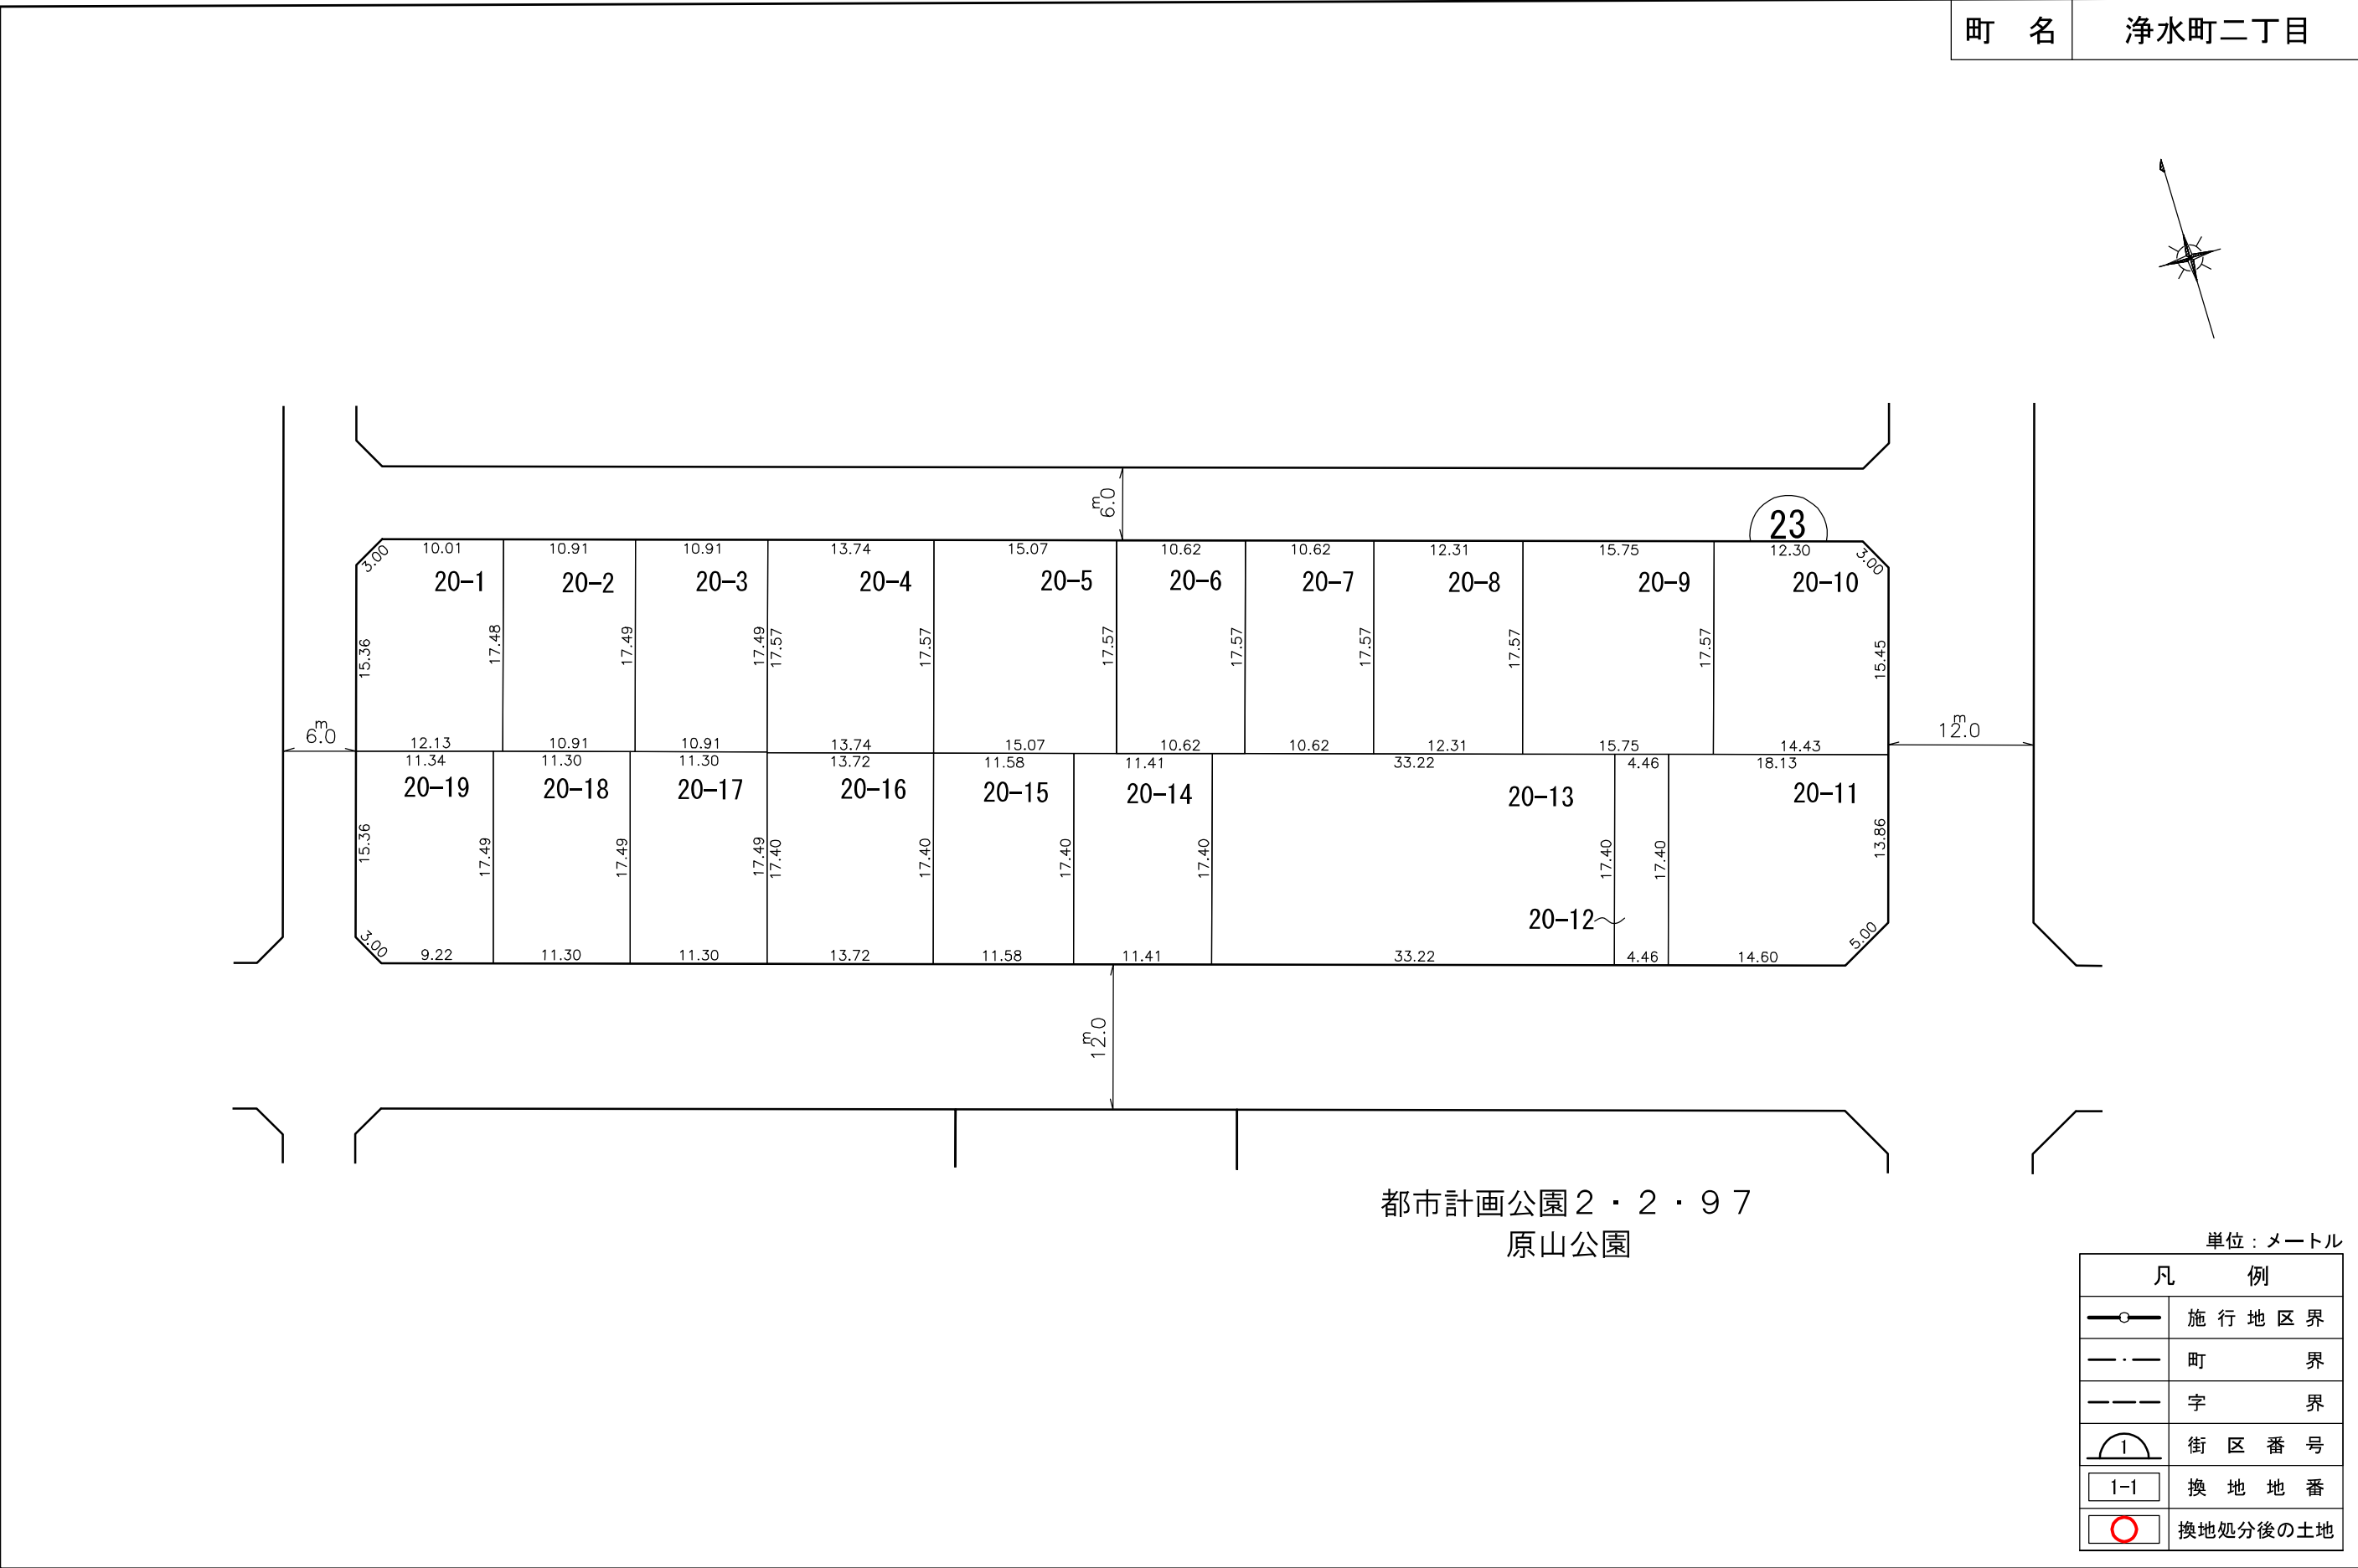 町 名 浄水町二丁目
6.0m
23
10.01 10.91 10.91 13.74 15.07 10.62 10.62 12.31 15.75 12.30
3.00 3.00
20-1 20-2 20-3 20-4 20-5 20-6 20-7 20-8 20-9 20-10
15.36 17.48 17.49 17.49 17.57 17.57 17.57 17.57 17.57 17.57 17.57 15.45
6.0m 12.0m
12.13 10.91 10.91 13.74 15.07 10.62 10.62 12.31 15.75 14.43
11.34 11.30 11.30 13.72 11.58 11.41 33.22 4.46 18.13
20-19 20-18 20-17 20-16 20-15 20-14 20-13 20-11
15.36 17.49 17.49 17.49 17.40 17.40 17.40 17.40 17.40 17.40 13.86
20-12
3.00 5.00
9.22 11.30 11.30 13.72 11.58 11.41 33.22 4.46 14.60
12.0m
都市計画公園2・2・97
原山公園
単位：メートル
凡 例
施行地区界
町 界
字 界
1 街区番号
1-1 換地地番
換地処分後の土地